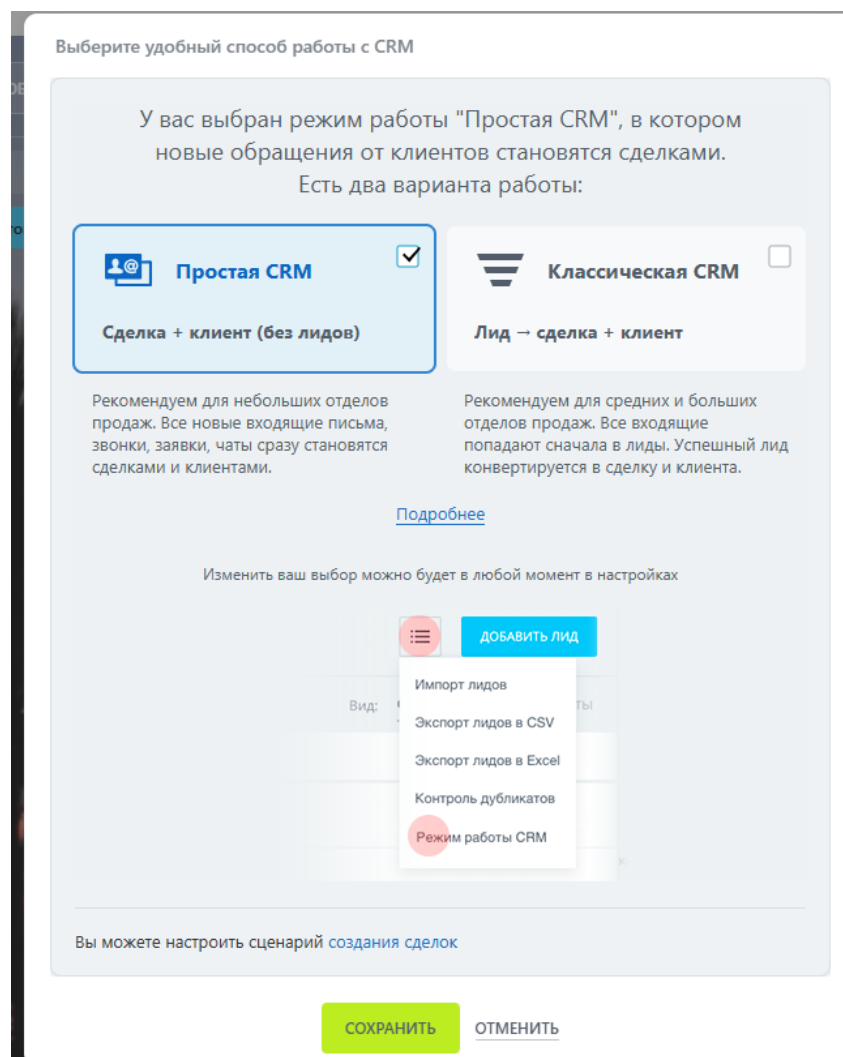 Выберите удобный способ работы с CRM
У вас выбран режим работы "Простая CRM", в котором
новые обращения от клиентов становятся сделками.
Есть два варианта работы:
Простая CRM
Сделка + клиент (без лидов)
Классическая CRM
Лид → сделка + клиент
Рекомендуем для небольших отделов
продаж. Все новые входящие письма,
звонки, заявки, чаты сразу становятся
сделками и клиентами.
Рекомендуем для средних и больших
отделов продаж. Все входящие
попадают сначала в лиды. Успешный лид
конвертируется в сделку и клиента.
Подробнее
Изменить ваш выбор можно будет в любой момент в настройках
ДОБАВИТЬ ЛИД
Импорт лидов
Вид:
Экспорт лидов в CSV
Экспорт лидов в Excel
Контроль дубликатов
Режим работы CRM
Вы можете настроить сценарий создания сделок
СОХРАНИТЬ
ОТМЕНИТЬ